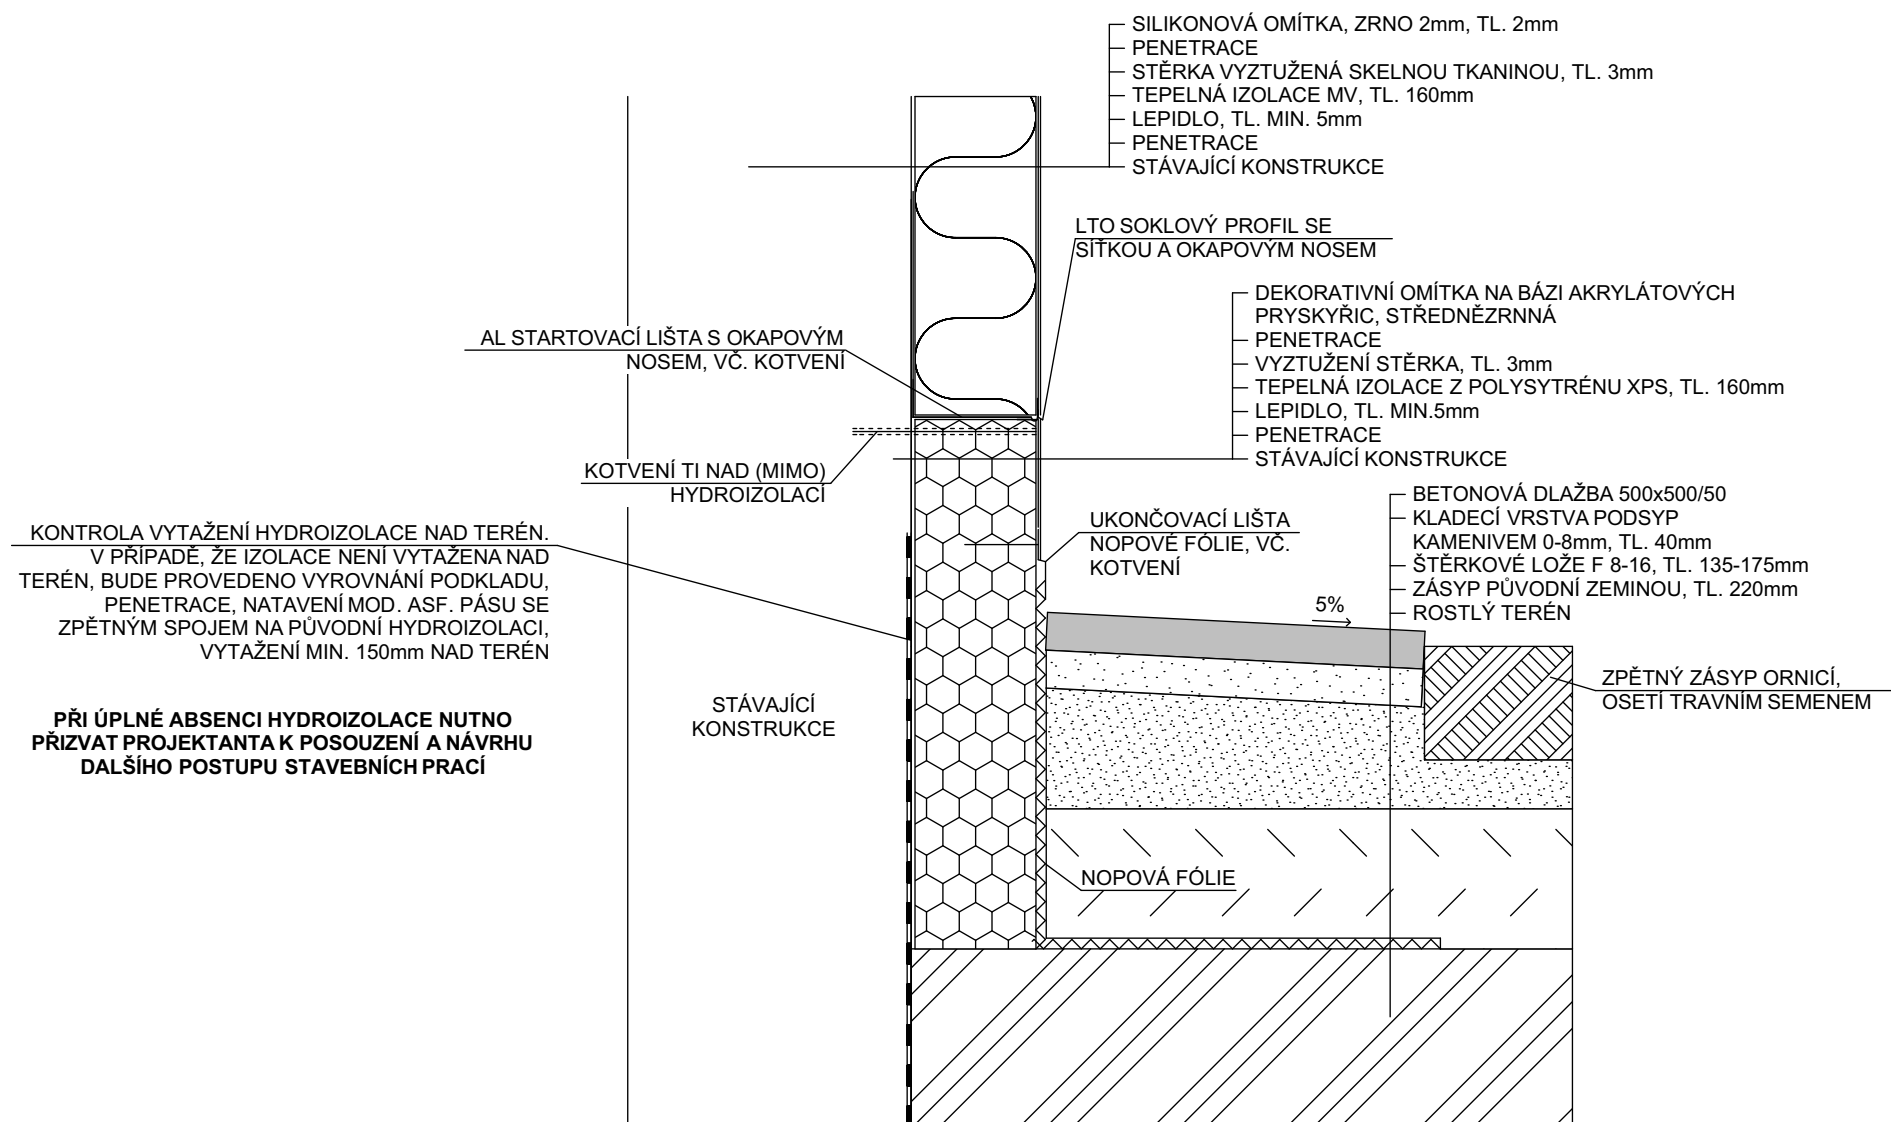 SILIKONOVÁ OMÍTKA, ZRNO 2mm, TL. 2mm
PENETRACE
STĚRKA VYZTUŽENÁ SKELNOU TKANINOU, TL. 3mm
TEPELNÁ IZOLACE MV, TL. 160mm
LEPIDLO, TL. MIN. 5mm
PENETRACE
STÁVAJÍCÍ KONSTRUKCE
LTO SOKLOVÝ PROFIL SE
SÍŤKOU A OKAPOVÝM NOSEM
DEKORATIVNÍ OMÍTKA NA BÁZI AKRYLÁTOVÝCH
PRYSKYŘIC, STŘEDNĚZRNNÁ
PENETRACE
VYZTUŽENÍ STĚRKA, TL. 3mm
TEPELNÁ IZOLACE Z POLYSYTRÉNU XPS, TL. 160mm
LEPIDLO, TL. MIN.5mm
PENETRACE
STÁVAJÍCÍ KONSTRUKCE
AL STARTOVACÍ LIŠTA S OKAPOVÝM
NOSEM, VČ. KOTVENÍ
KOTVENÍ TI NAD (MIMO)
HYDROIZOLACÍ
BETONOVÁ DLAŽBA 500x500/50
KLADECÍ VRSTVA PODSYP
KAMENIVEM 0-8mm, TL. 40mm
ŠTĚRKOVÉ LOŽE F 8-16, TL. 135-175mm
ZÁSYP PŮVODNÍ ZEMINOU, TL. 220mm
ROSTLÝ TERÉN
UKONČOVACÍ LIŠTA
NOPOVÉ FÓLIE, VČ.
KOTVENÍ
KONTROLA VYTAŽENÍ HYDROIZOLACE NAD TERÉN.
V PŘÍPADĚ, ŽE IZOLACE NENÍ VYTAŽENA NAD
TERÉN, BUDE PROVEDENO VYROVNÁNÍ PODKLADU,
PENETRACE, NATAVENÍ MOD. ASF. PÁSU SE
ZPĚTNÝM SPOJEM NA PŮVODNÍ HYDROIZOLACI,
VYTAŽENÍ MIN. 150mm NAD TERÉN
5%
ZPĚTNÝ ZÁSYP ORNICÍ,
OSETÍ TRAVNÍM SEMENEM
STÁVAJÍCÍ
KONSTRUKCE
PŘI ÚPLNÉ ABSENCI HYDROIZOLACE NUTNO
PŘIZVAT PROJEKTANTA K POSOUZENÍ A NÁVRHU
DALŠÍHO POSTUPU STAVEBNÍCH PRACÍ
NOPOVÁ FÓLIE